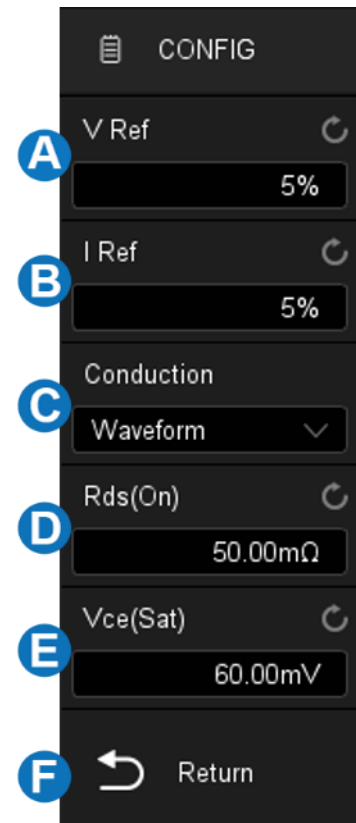 CONFIG
A
V Ref
5%
B
I Ref
5%
C
Conduction
Waveform
D
Rds(On)
50.00mΩ
E
Vce(Sat)
60.00mV
F
Return